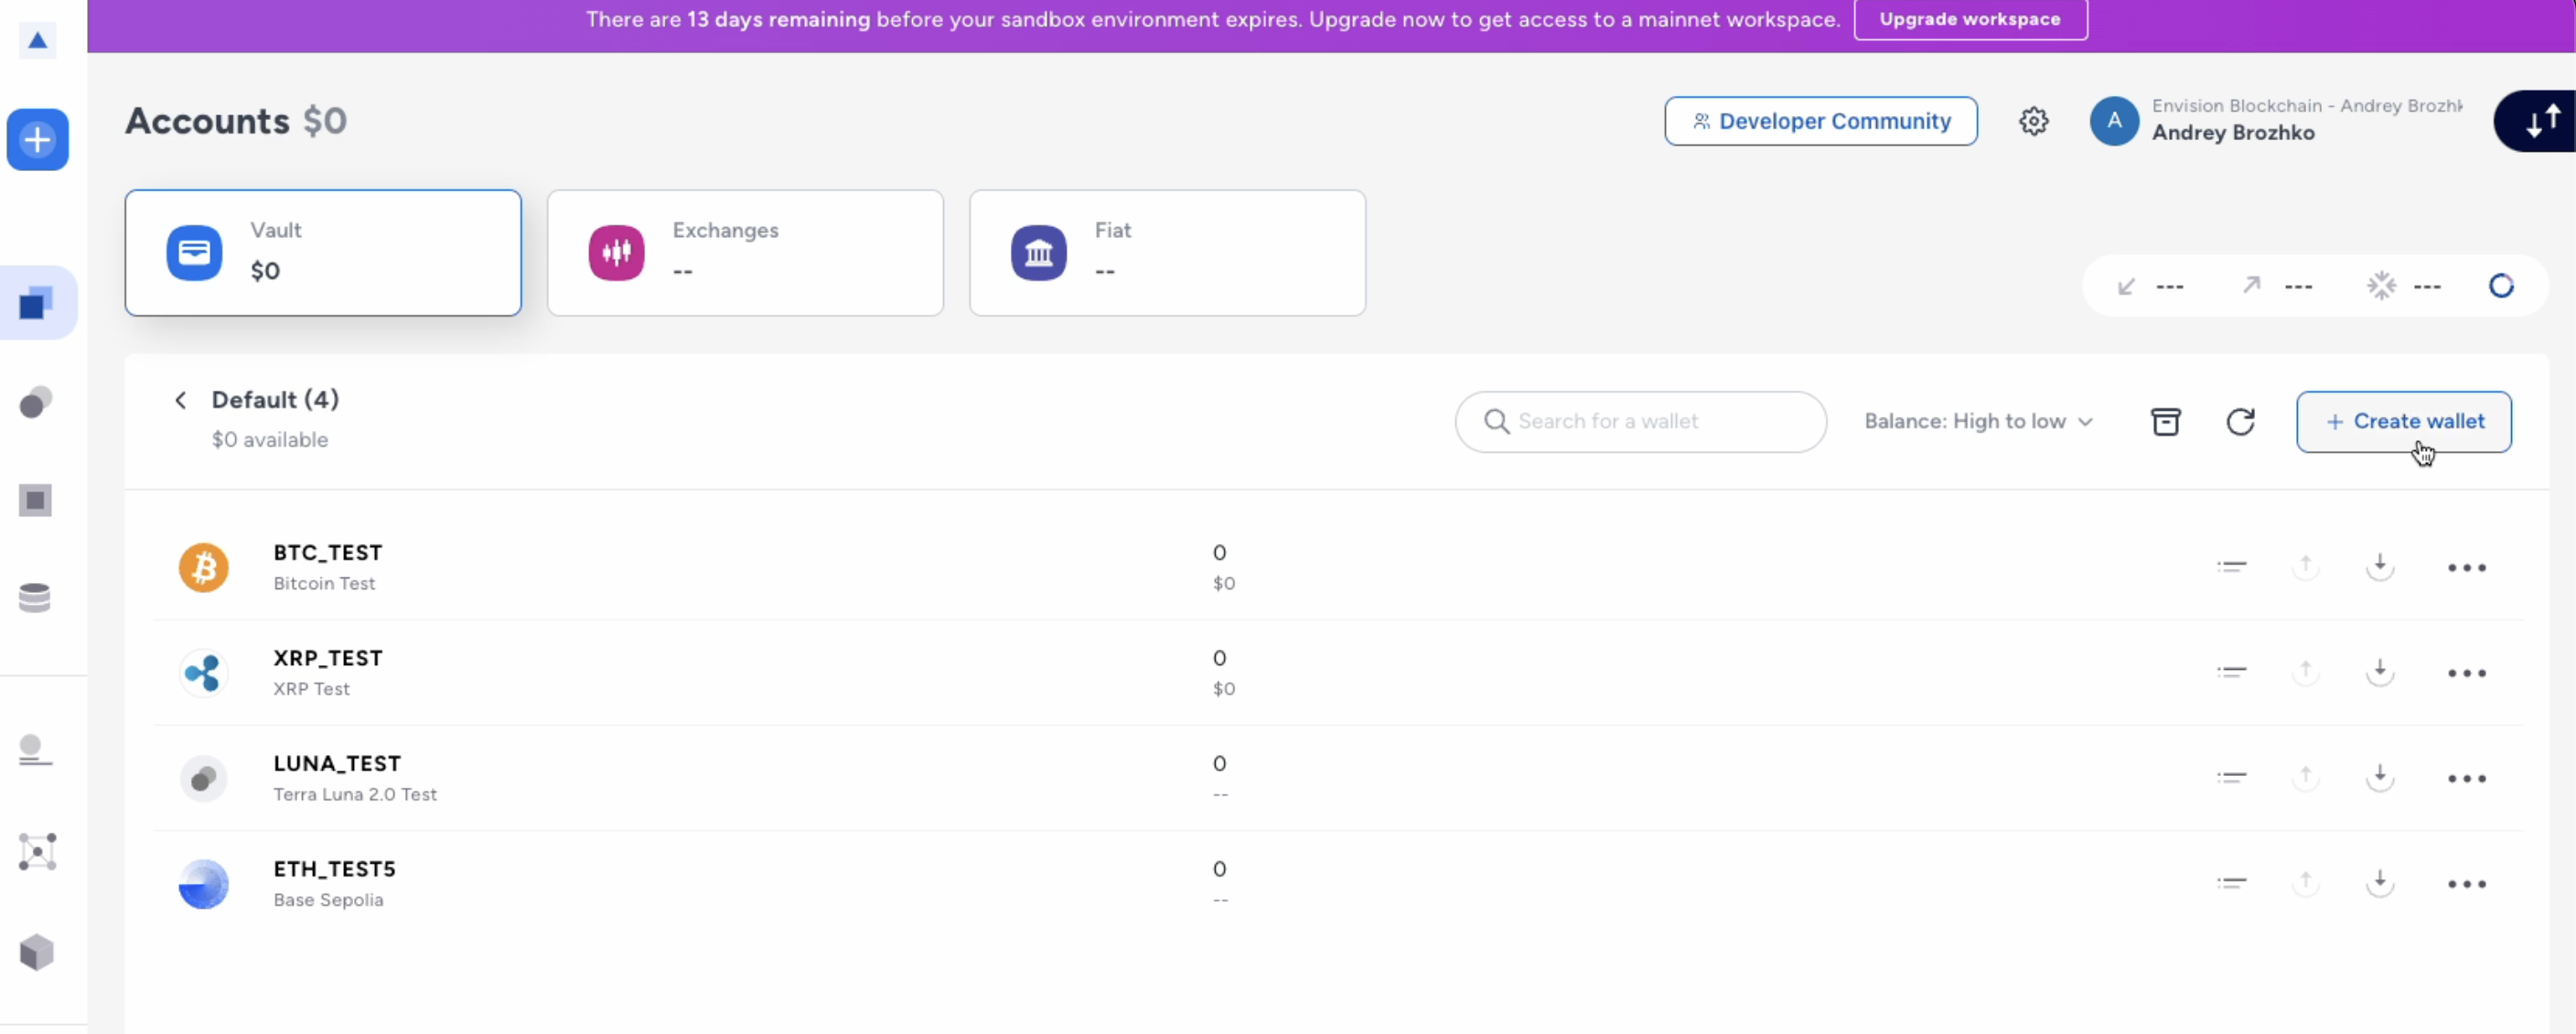 There are 13 days remaining before your sandbox environment expires. Upgrade now to get access to a mainnet workspace. Upgrade workspace
Accounts $0
Developer Community
A
Envision Blockchain - Andrey Brozhk
Andrey Brozhko
Vault
$0
Exchanges
--
Fiat
--
--- --- ---
Default (4)
$0 available
Search for a wallet
Balance: High to low
+ Create wallet
BTC_TEST
Bitcoin Test
0
$0
XRP_TEST
XRP Test
0
$0
LUNA_TEST
Terra Luna 2.0 Test
0
--
ETH_TEST5
Base Sepolia
0
--